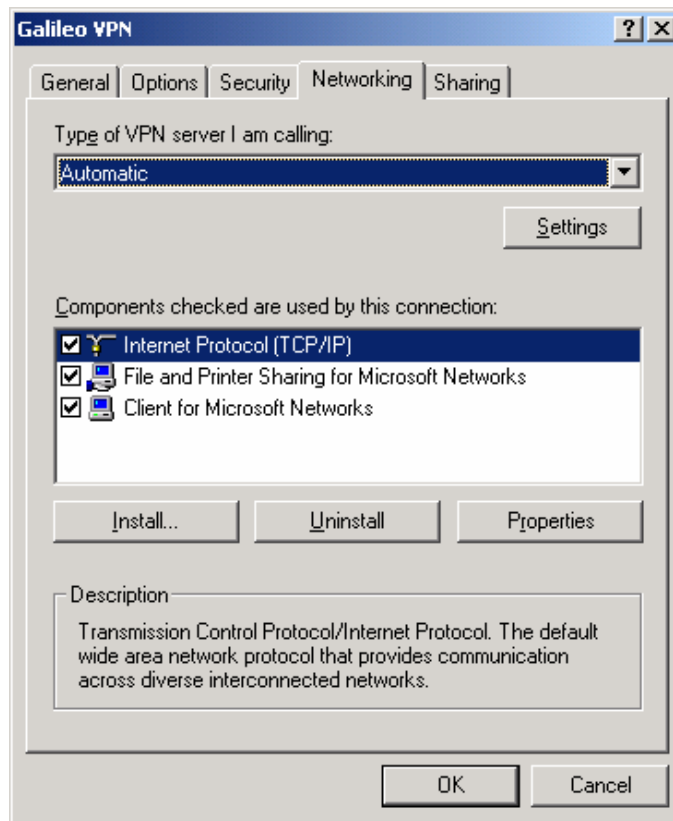 Galileo VPN
General Options Security Networking Sharing
Type of VPN server I am calling:
Automatic
Settings
Components checked are used by this connection:
Internet Protocol (TCP/IP)
File and Printer Sharing for Microsoft Networks
Client for Microsoft Networks
Install... Uninstall Properties
Description
Transmission Control Protocol/Internet Protocol. The default
wide area network protocol that provides communication
across diverse interconnected networks.
OK Cancel